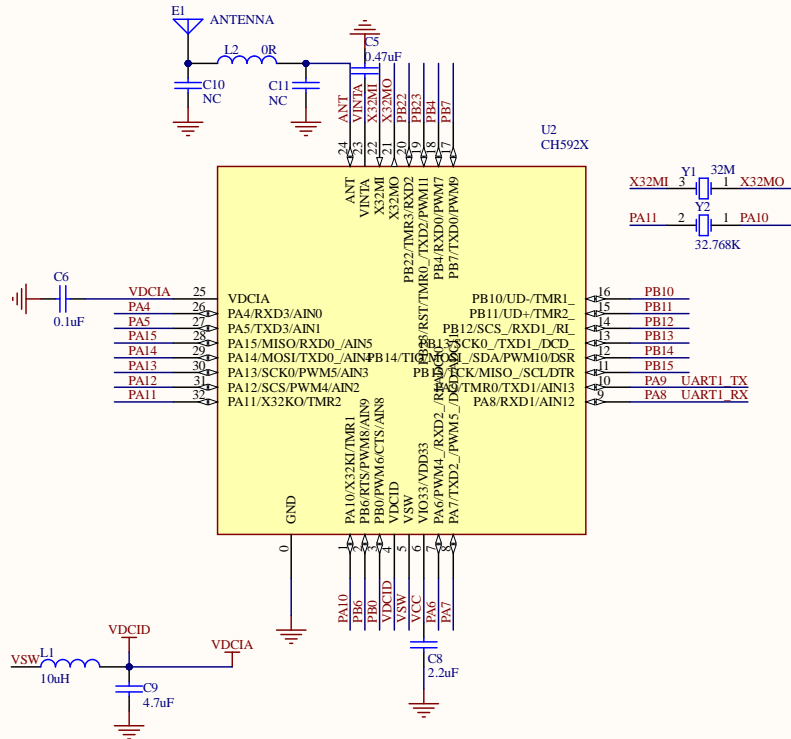 E1
ANTENNA
L2 0R
C5
0.47uF
C10
NC
C11
NC
ANT
VINTA
X32MI
X32MO
PB22
PB23
PB4
PB7
24
23
22
21
20
19
18
17
U2
CH592X
ANT
VINTA
X32MI
X32MO
PB22/TMR3/RXD2
PB23/RST/TMR0_/TXD2/PWM11
PB4/RXD0/PWM7
PB7/TXD0/PWM9
Y1 32M
X32MI 3 1 X32MO
Y2
PA11 2 1 PA10
32.768K
C6
0.1uF
VDCIA 25 VDCIA
PA4 26 PA4/RXD3/AIN0
PA5 27 PA5/TXD3/AIN1
PA15 28 PA15/MISO/RXD0_/AIN5
PA14 29 PA14/MOSI/TXD0_/AIN4
PA13 30 PA13/SCK0/PWM5/AIN3
PA12 31 PA12/SCS/PWM4/AIN2
PA11 32 PA11/X32KO/TMR2
PB10/UD-/TMR1_ 16 PB10
PB11/UD+/TMR2_ 15 PB11
PB12/SCS_/RXD1_/RI_ 14 PB12
PB13/SCK0_/TXD1_/DCD_ 13 PB13
12 PB14
11 PB15
PA9/TMR0/TXD1/AIN13 10 PA9 UART1_TX
PA8/RXD1/AIN12 9 PA8 UART1_RX
GND
PA10/X32KI/TMR1
PB6/RTS/PWM8/AIN9
PB0/PWM6/CTS/AIN8
VDCID
VSW
VIO33/VDD33
0
1
2
3
4
5
6
7
8
PA10
PB6
PB0
VDCID
VSW
VCC
PA6
PA7
VDCID
VDCIA
VSW L1
10uH
C9
4.7uF
C8
2.2uF